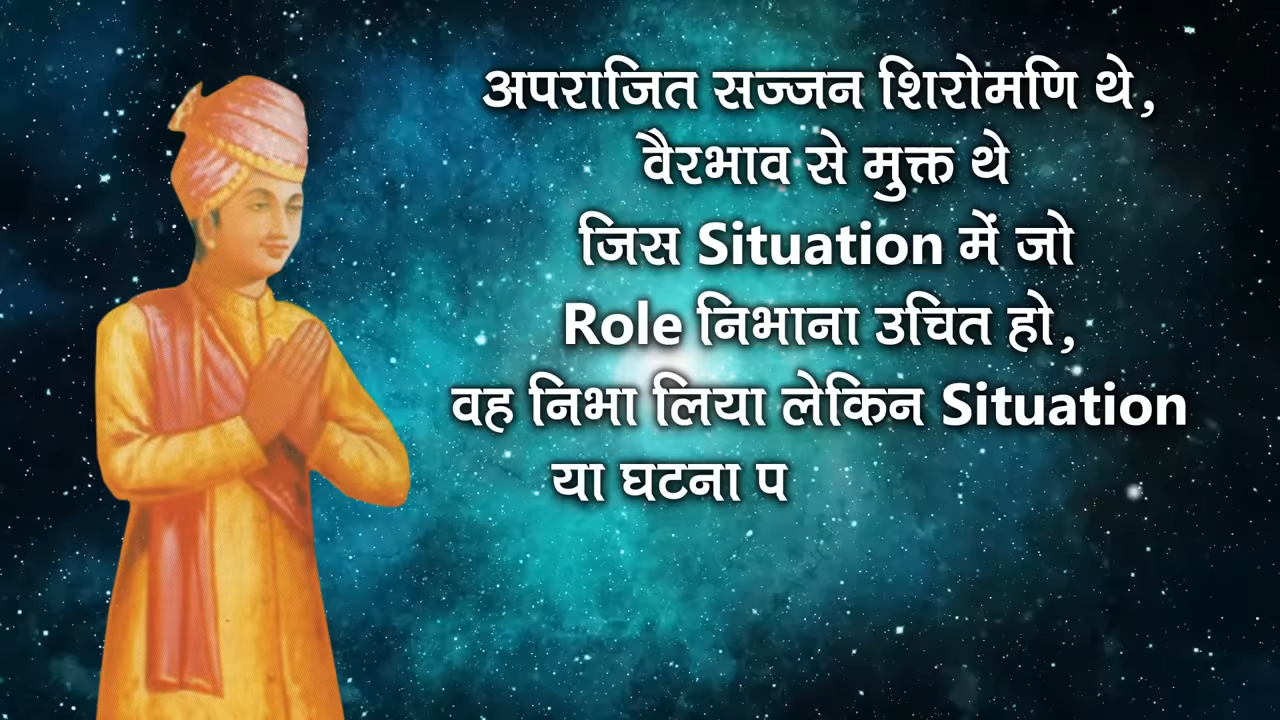 अपराजित सज्जन शिरोमणि थे,
वैरभाव से मुक्त थे
जिस Situation में जो
Role निभाना उचित हो,
वह निभा लिया लेकिन Situation
या घटना प